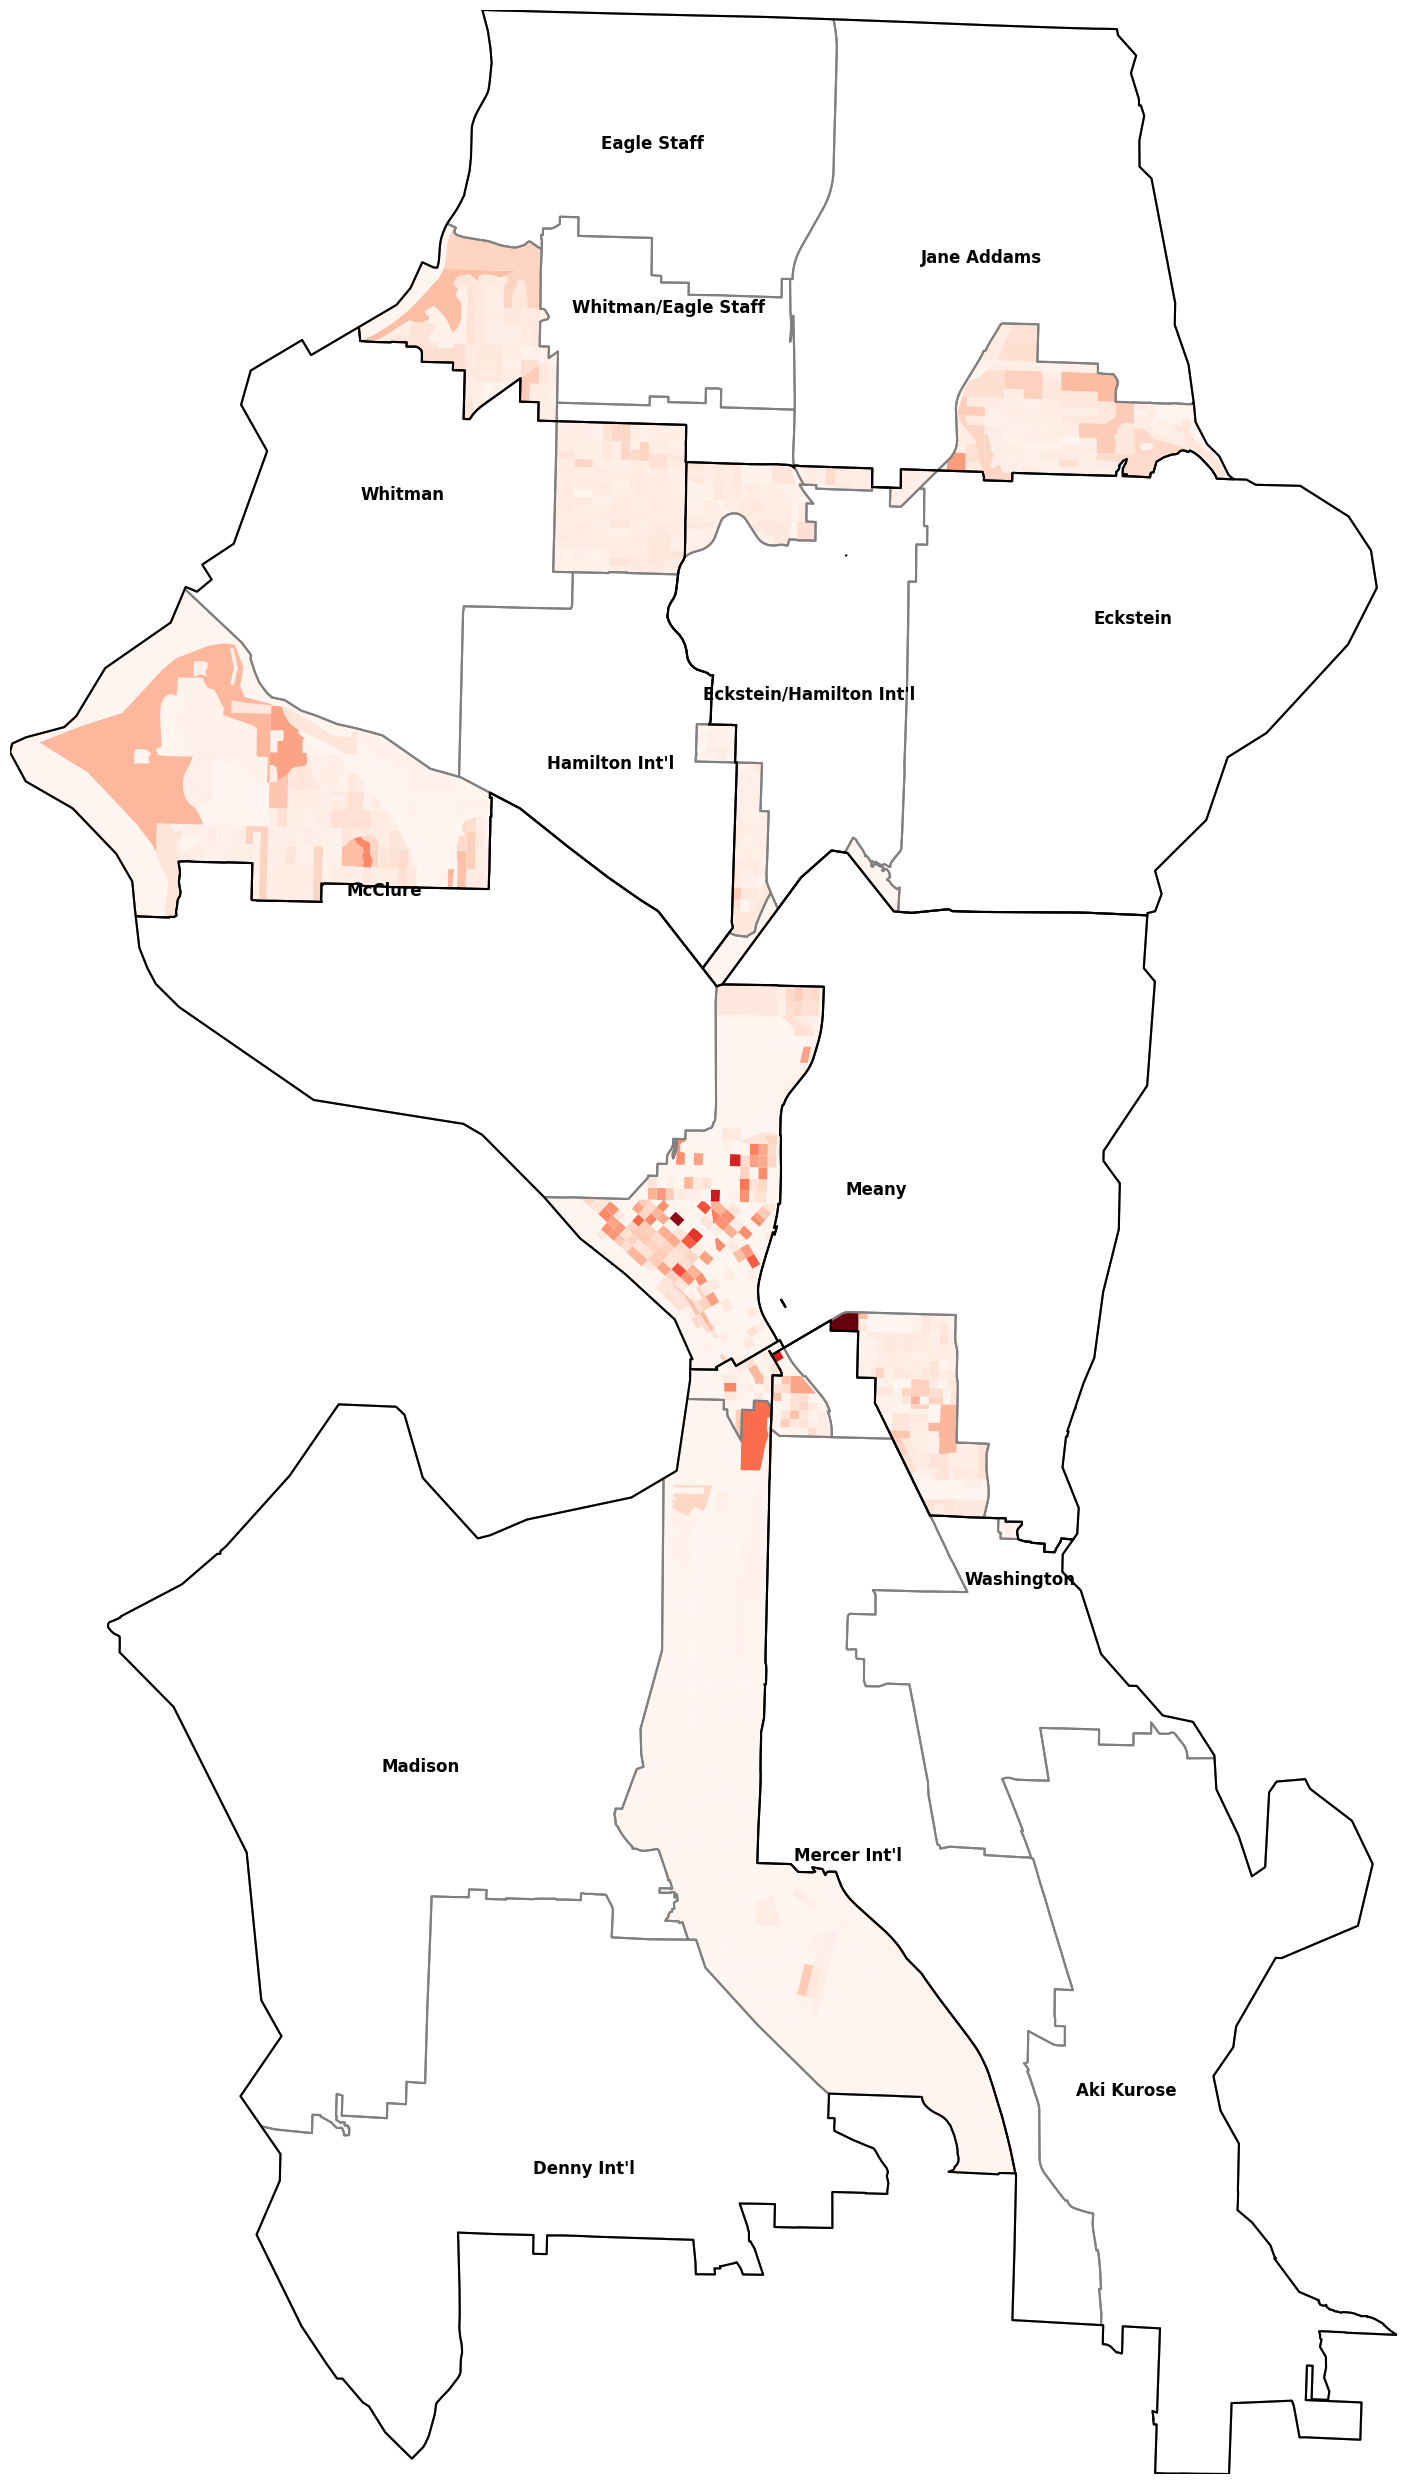 Eagle Staff
Jane Addams
Whitman/Eagle Staff
Whitman
Eckstein
Eckstein/Hamilton Int'l
Hamilton Int'l
McClure
Meany
Washington
Madison
Mercer Int'l
Aki Kurose
Denny Int'l